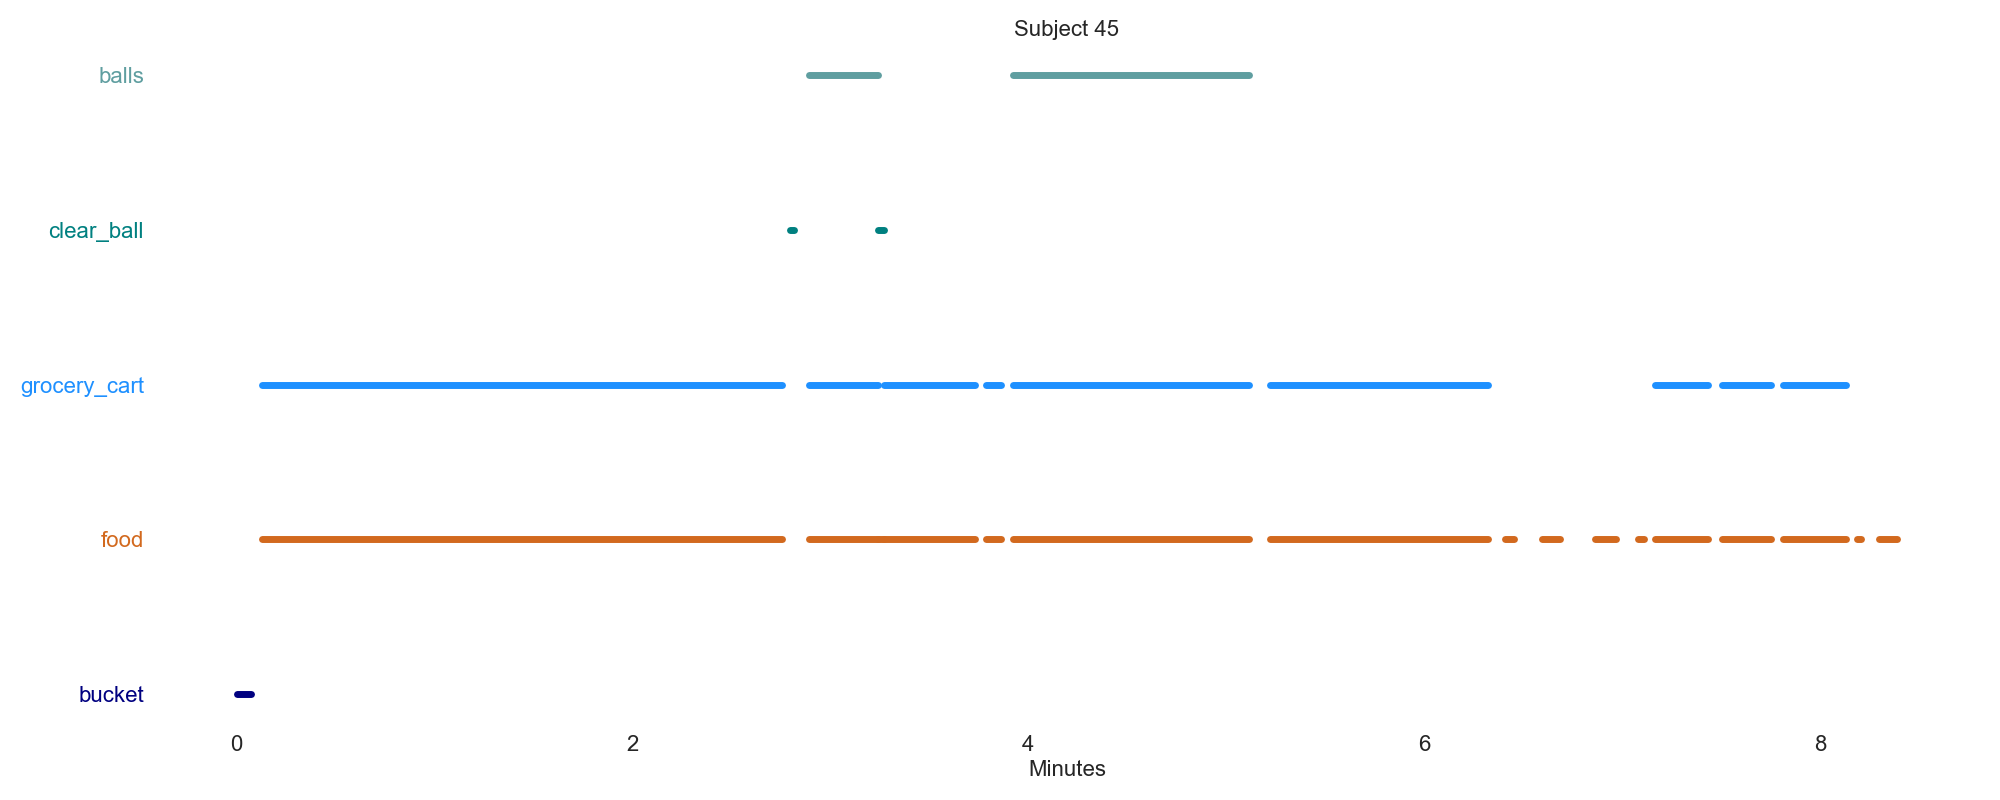 Subject 45
balls
clear_ball
grocery_cart
food
bucket
0 2 4 6 8
Minutes